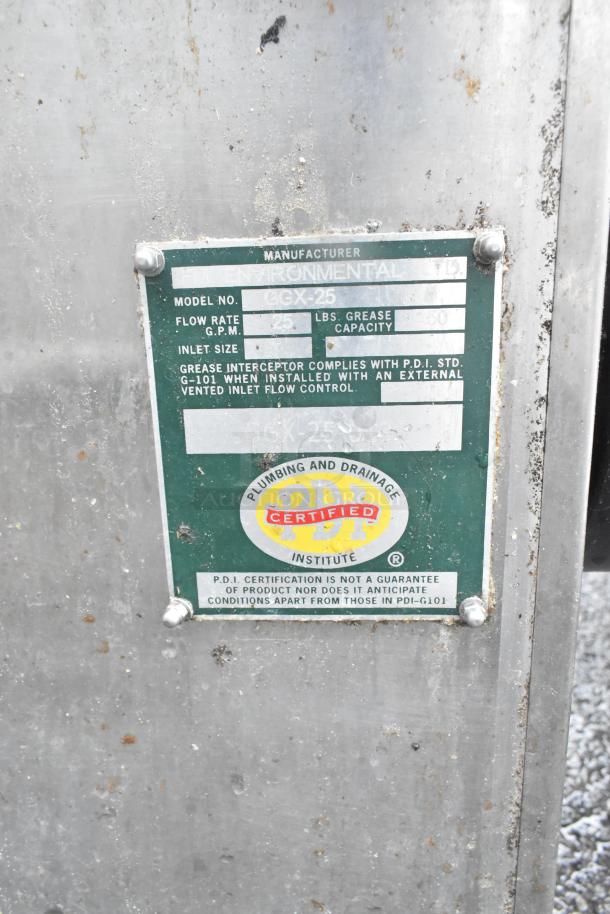 MANUFACTURER
ENVIRONMENTAL LTD.
MODEL NO. GGX-25
FLOW RATE G.P.M. 25 LBS. GREASE CAPACITY
INLET SIZE
GREASE INTERCEPTOR COMPLIES WITH P.D.I. STD.
G-101 WHEN INSTALLED WITH AN EXTERNAL
VENTED INLET FLOW CONTROL
PLUMBING AND DRAINAGE
PDI
CERTIFIED
INSTITUTE ®
P.D.I. CERTIFICATION IS NOT A GUARANTEE
OF PRODUCT NOR DOES IT ANTICIPATE
CONDITIONS APART FROM THOSE IN PDI-G101